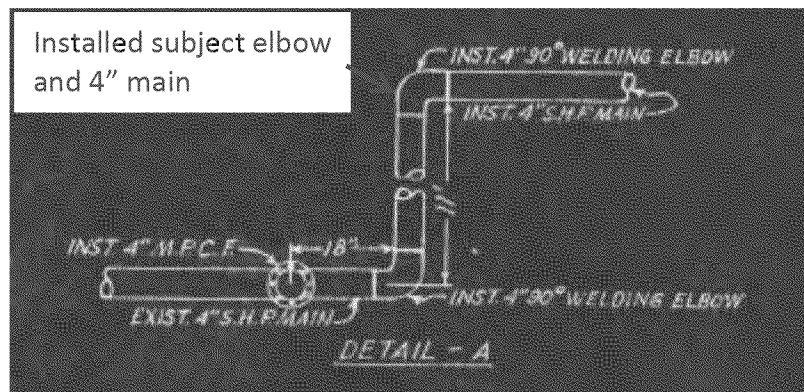 Installed subject elbow
and 4” main
INST. 4" 90° WELDING ELBOW
INST. 4" S.H.P. MAIN
INST. 4" M.P.C.F.
18"
INST. 4" 90° WELDING ELBOW
EXIST. 4" S.H.P. MAIN
DETAIL - A